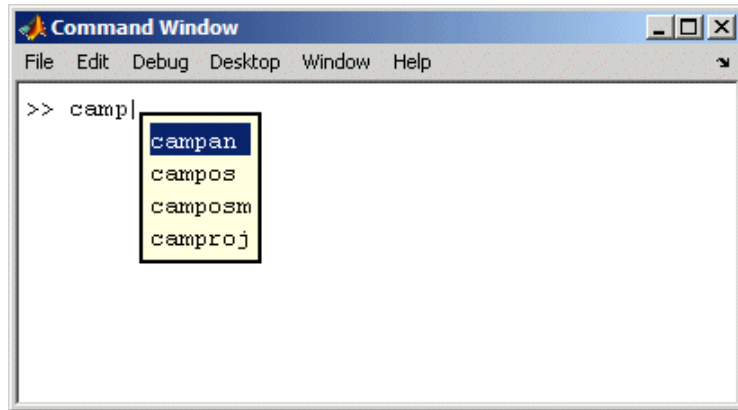 Command Window
File Edit Debug Desktop Window Help
>> camp
campan
campos
camposm
camproj